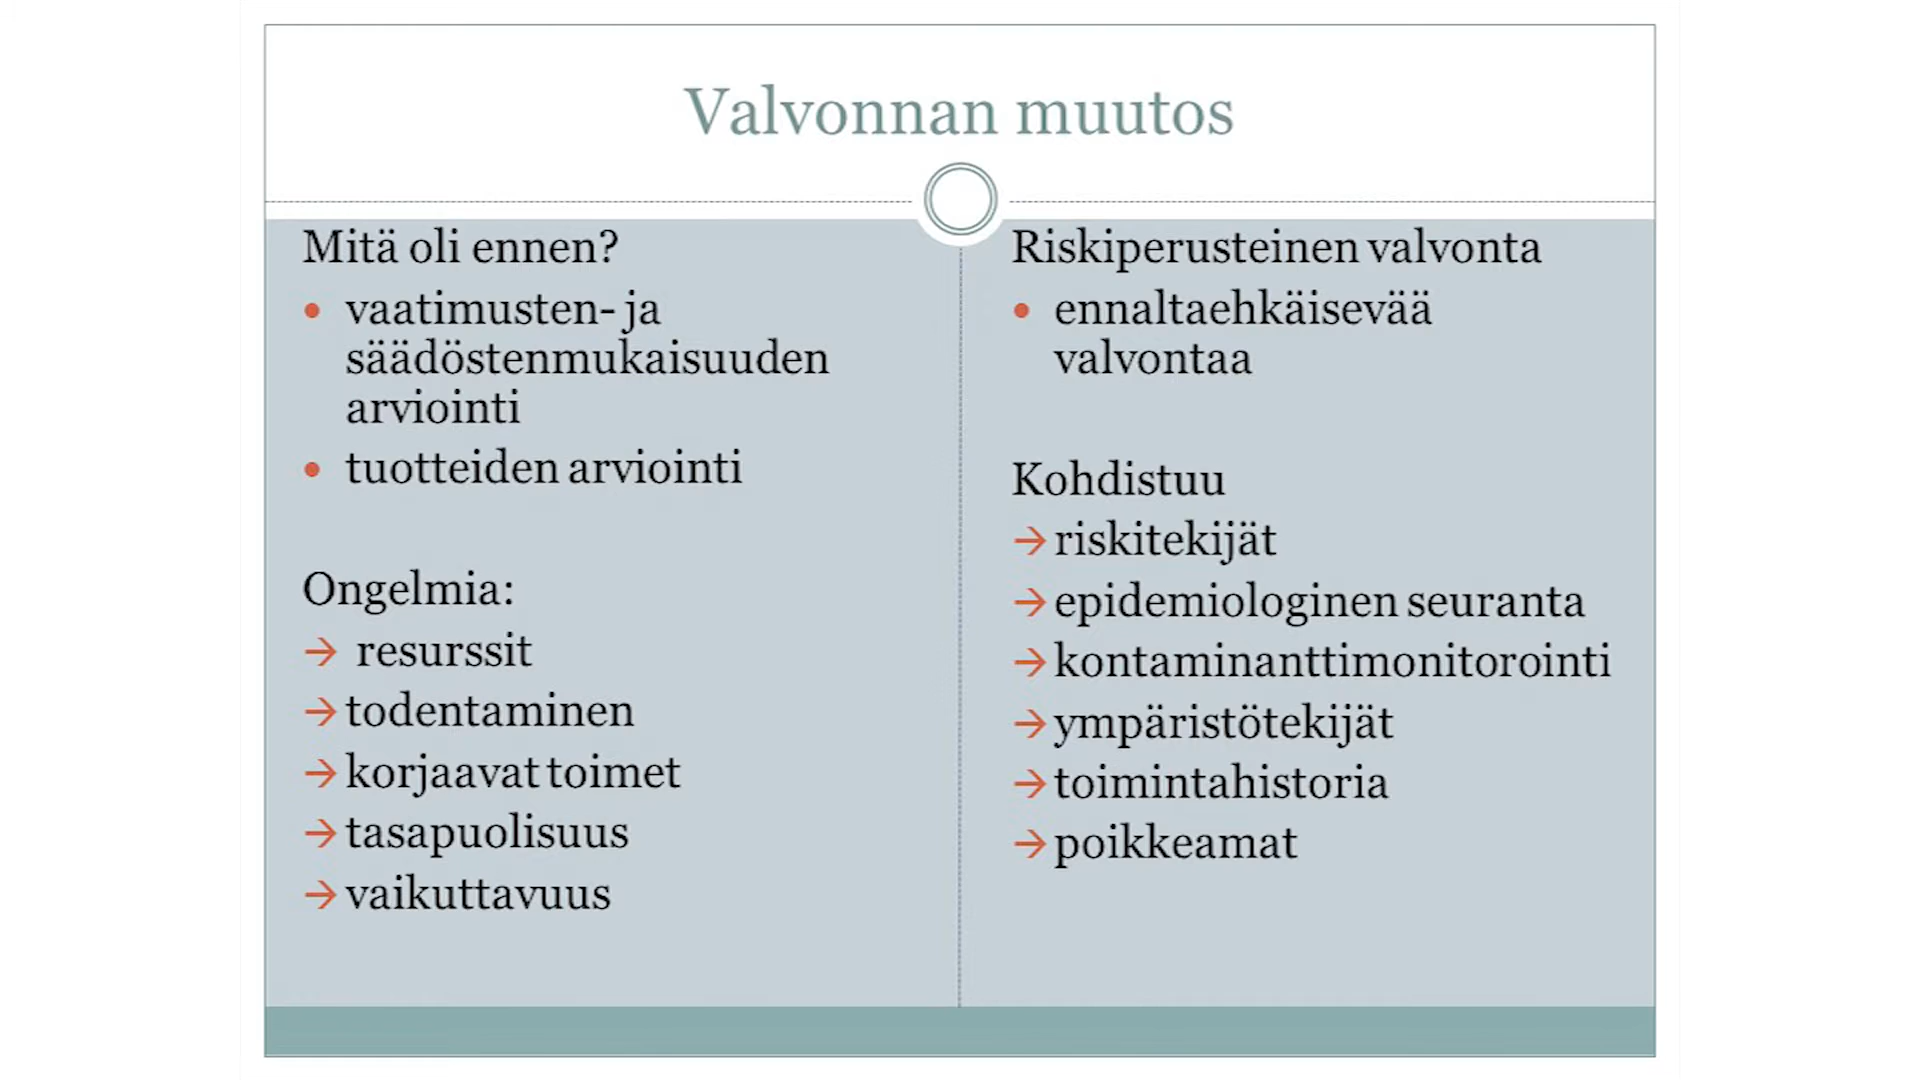 Valvonnan muutos
Mitä oli ennen?
• vaatimusten- ja
säädöstenmukaisuuden
arviointi
• tuotteiden arviointi
Ongelmia:
→ resurssit
→ todentaminen
→ korjaavat toimet
→ tasapuolisuus
→ vaikuttavuus
Riskiperusteinen valvonta
• ennaltaehkäisevää
valvontaa
Kohdistuu
→ riskitekijät
→ epidemiologinen seuranta
→ kontaminanttimonitorointi
→ ympäristötekijät
→ toimintahistoria
→ poikkeamat